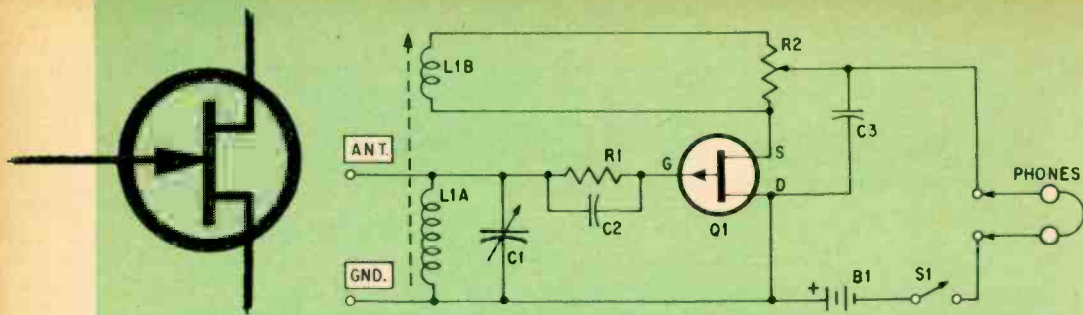 L1B
R2
C3
ANT.
R1
G
S
D
Q1
PHONES
L1A
C2
C1
GND.
+
B1
S1